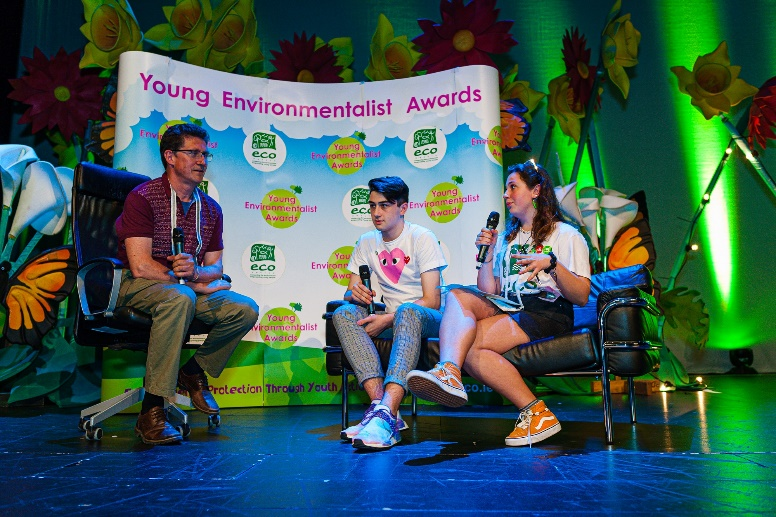 Young Environmentalist Awards
eco
Young
Environmentalist
Awards
eco
Young
Environmentalist
Awards
eco
Young
Environmentalist
Awards
eco
Young
Environmentalist
Awards
Young
Environmentalist
Awards
Protection Through Youth